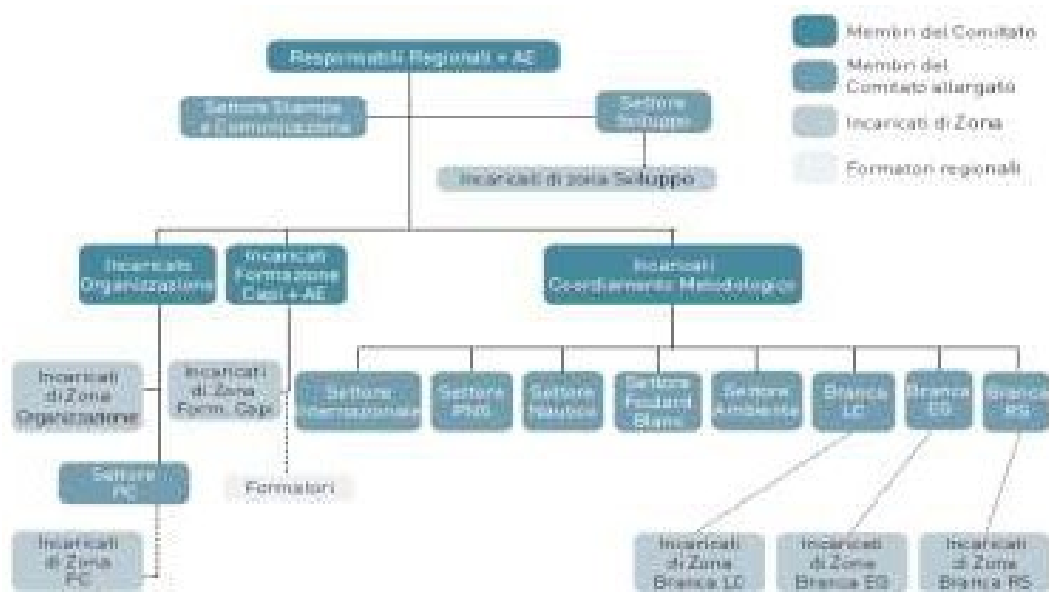 Responsabili Regionali + AE
Settore Stampa
e Comunicazione
Settore
Sviluppo
Incaricati di zona Sviluppo
Membri del Comitato
Membri del
Comitato allargato
Incaricati di Zona
Formatori regionali
Incaricato
Organizzazione
Incaricati
Formazione
Capi + AE
Incaricati
Coordiamento Metodologico
Incaricati
di Zona
Organizzazione
Incaricati
di Zona
Form. Capi
Settore
Internazionale
Settore
PNS
Settore
Nautico
Settore
Foulard
Blanc
Settore
Ambiente
Branca
LC
Branca
EG
Branca
RS
Settore
PC
Formatori
Incaricati
di Zona
PC
Incaricati
di Zona
Branca LC
Incaricati
di Zona
Branca EG
Incaricati
di Zona
Branca RS